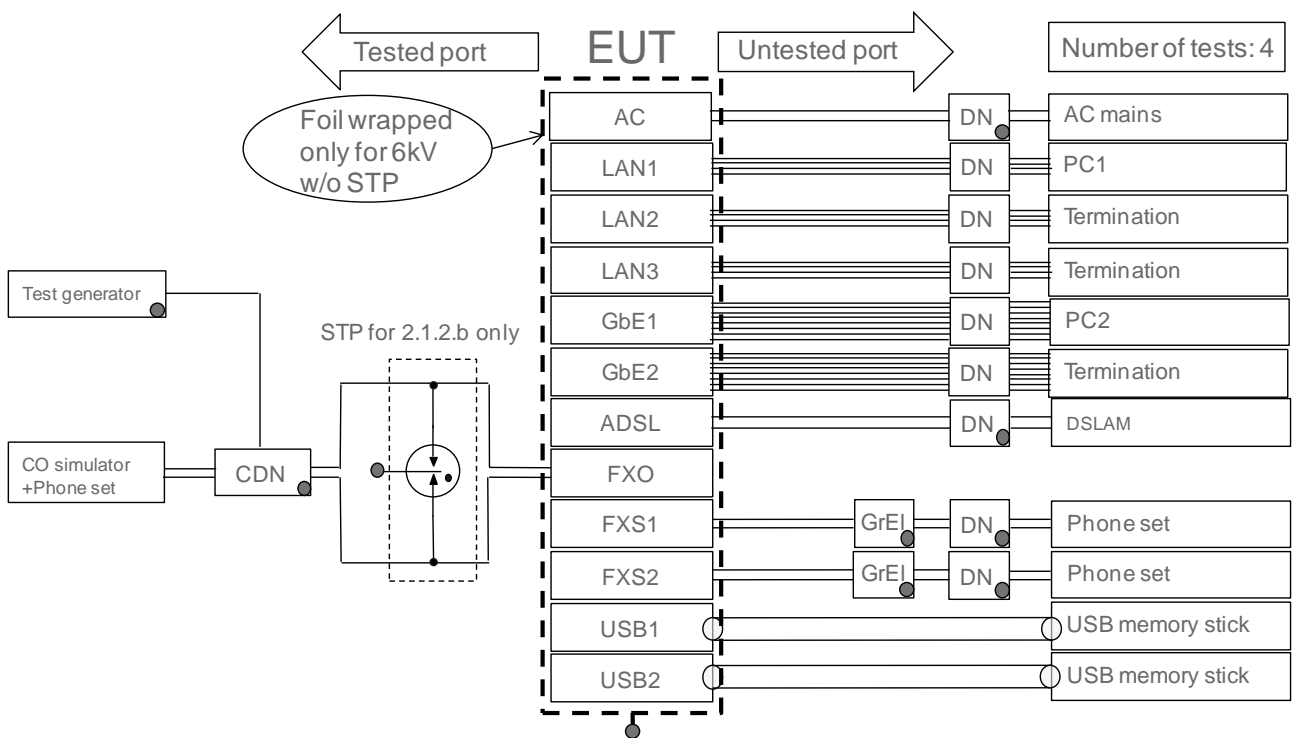 Tested port
EUT
Untested port
Number of tests: 4
Foil wrapped
only for 6kV
w/o STP
AC
DN
AC mains
LAN1
DN
PC1
LAN2
DN
Termination
LAN3
DN
Termination
Test generator
GbE1
DN
PC2
STP for 2.1.2.b only
GbE2
DN
Termination
ADSL
DN
DSLAM
CO simulator
+Phone set
CDN
FXO
FXS1
GrEl
DN
Phone set
FXS2
GrEl
DN
Phone set
USB1
USB memory stick
USB2
USB memory stick